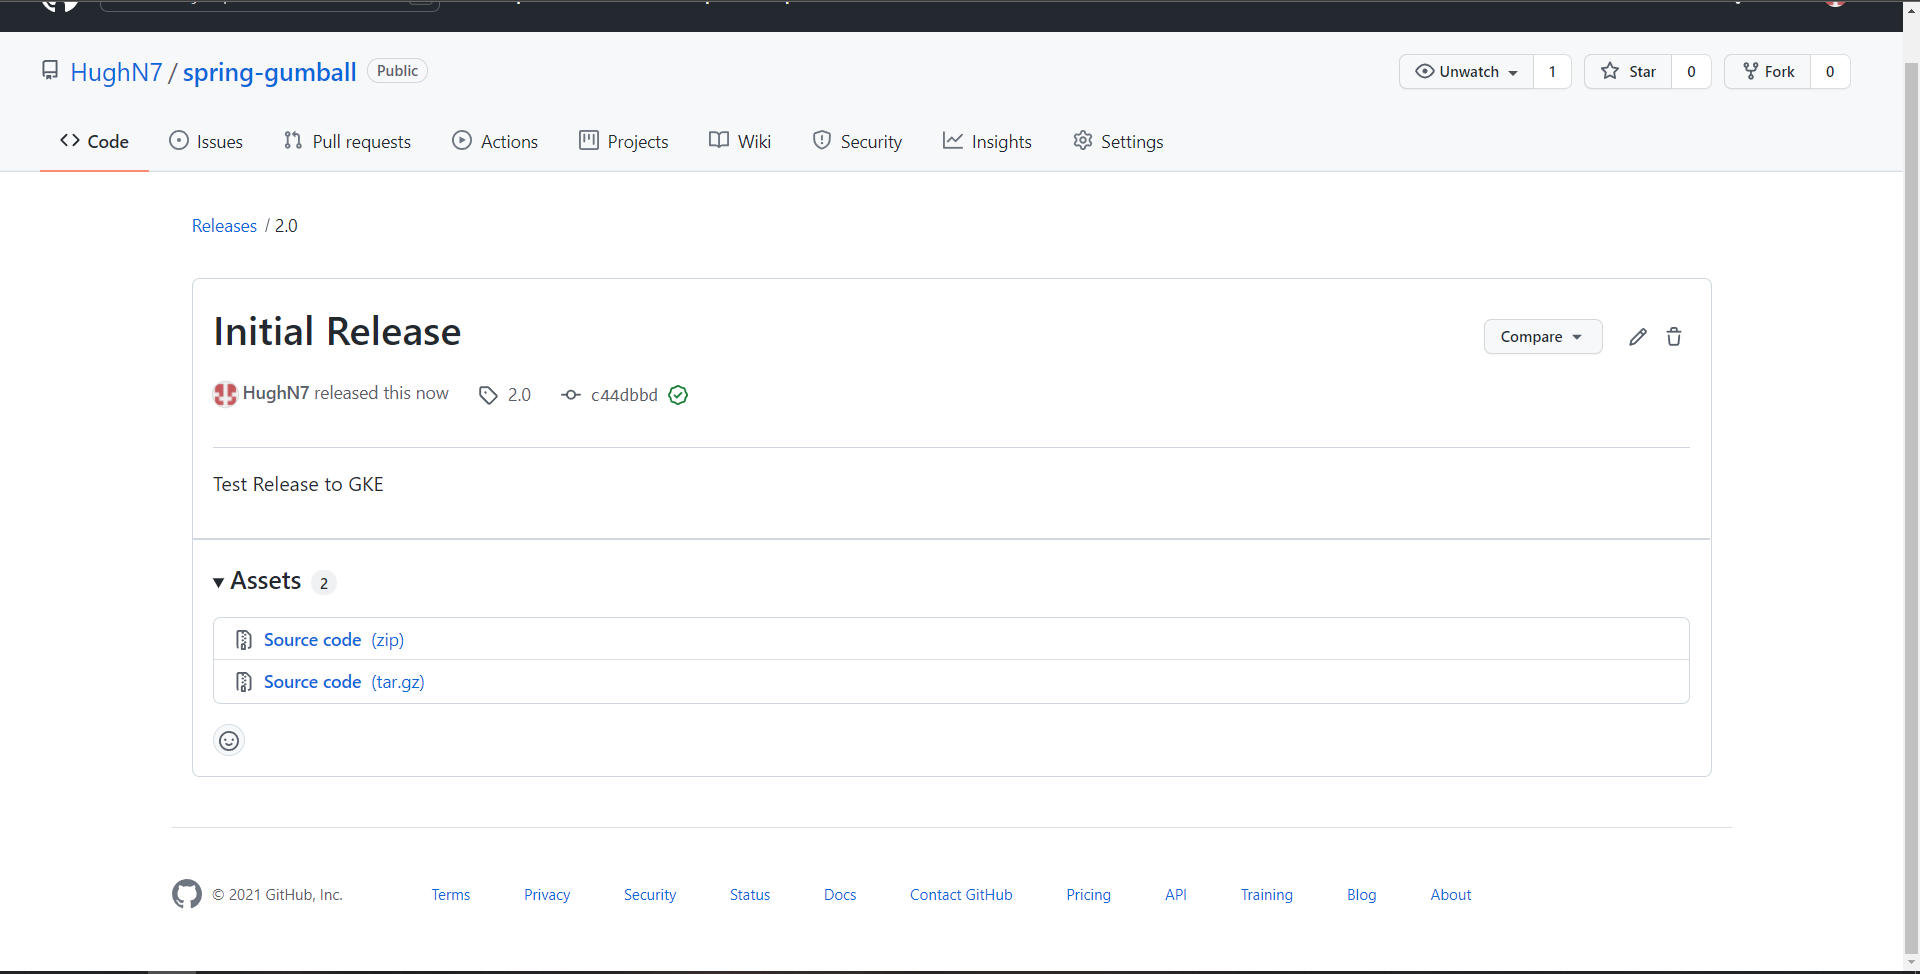 HughN7 / spring-gumball Public
Unwatch 1 Star 0 Fork 0
Code Issues Pull requests Actions Projects Wiki Security Insights Settings
Releases / 2.0
Initial Release
Compare
HughN7 released this now 2.0 c44dbbd
Test Release to GKE
Assets 2
Source code (zip)
Source code (tar.gz)
© 2021 GitHub, Inc. Terms Privacy Security Status Docs Contact GitHub Pricing API Training Blog About